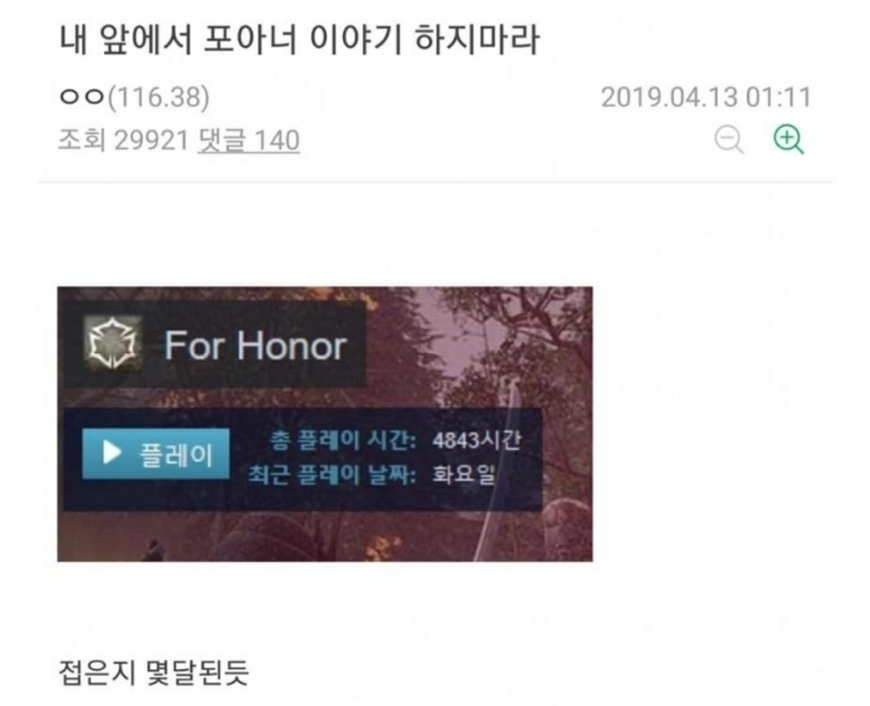 내 앞에서 포아너 이야기 하지마라
ㅇㅇ(116.38)
2019.04.13 01:11
조회 29921 댓글 140
For Honor
플레이
총 플레이 시간: 4843시간
최근 플레이 날짜: 화요일
접은지 몇달된듯